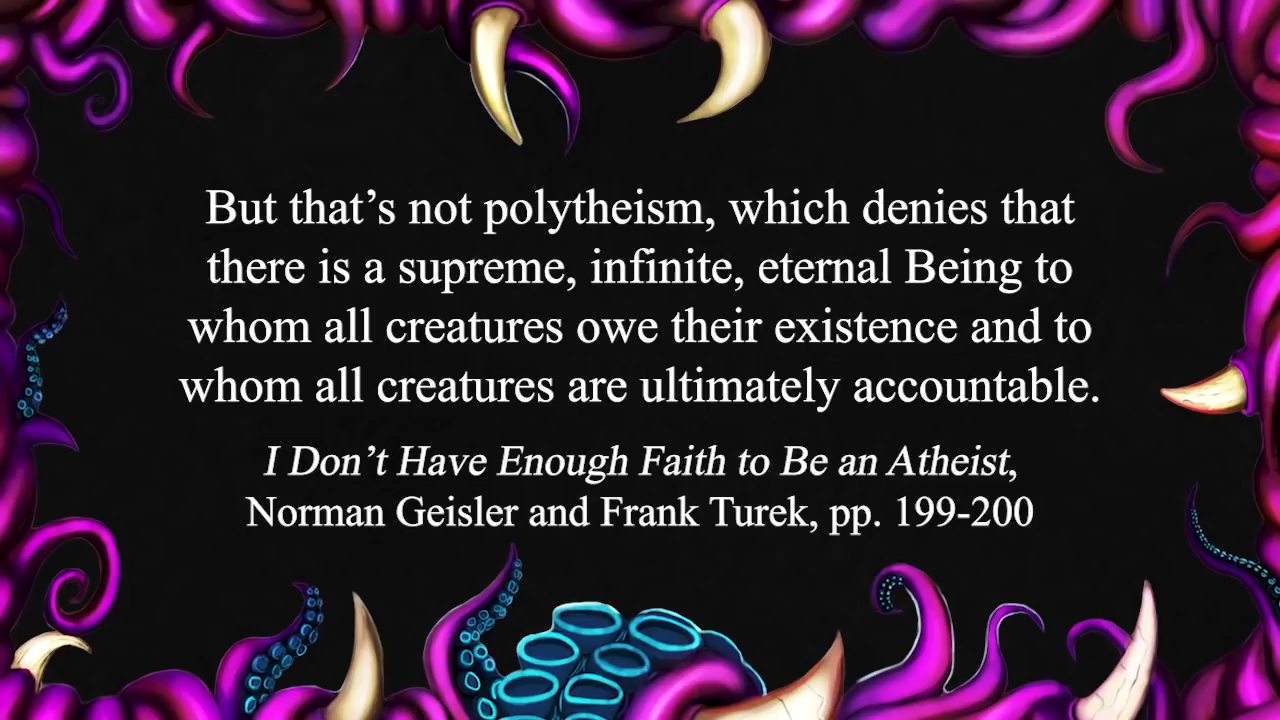 But that’s not polytheism, which denies that
there is a supreme, infinite, eternal Being to
whom all creatures owe their existence and to
whom all creatures are ultimately accountable.
I Don’t Have Enough Faith to Be an Atheist,
Norman Geisler and Frank Turek, pp. 199-200